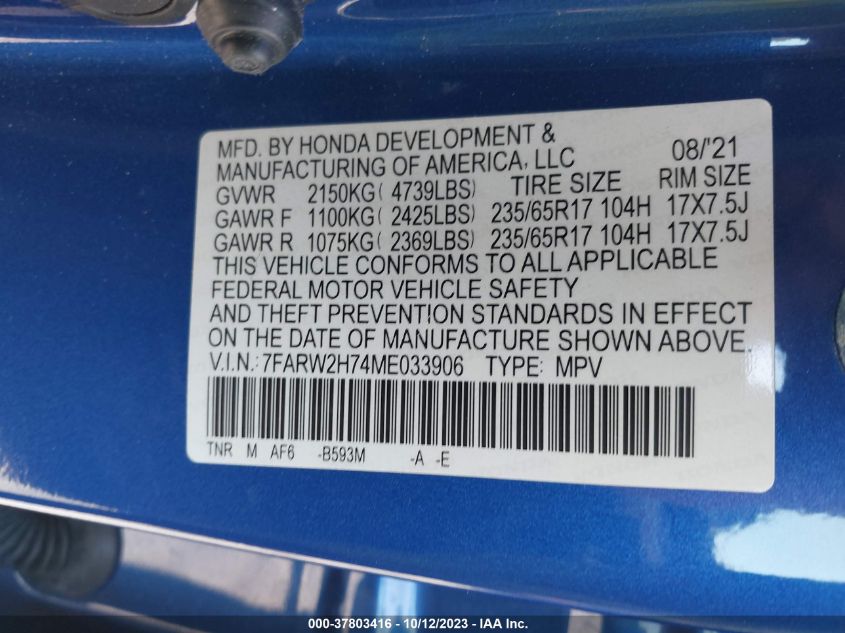 MFD. BY HONDA DEVELOPMENT &
MANUFACTURING OF AMERICA, LLC 08/'21
GVWR 2150KG( 4739LBS) TIRE SIZE RIM SIZE
GAWR F 1100KG( 2425LBS) 235/65R17 104H 17X7.5J
GAWR R 1075KG( 2369LBS) 235/65R17 104H 17X7.5J
THIS VEHICLE CONFORMS TO ALL APPLICABLE
FEDERAL MOTOR VEHICLE SAFETY
AND THEFT PREVENTION STANDARDS IN EFFECT
ON THE DATE OF MANUFACTURE SHOWN ABOVE.
V.I.N.: 7FARW2H74ME033906 TYPE: MPV
TNR M AF6 -B593M -A -E
000-37803416 - 10/12/2023 - IAA, Inc.